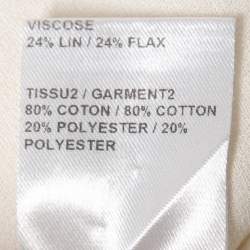 VISCOSE
24% LIN / 24% FLAX
TISSU2 / GARMENT2
80% COTON / 80% COTTON
20% POLYESTER / 20%
POLYESTER